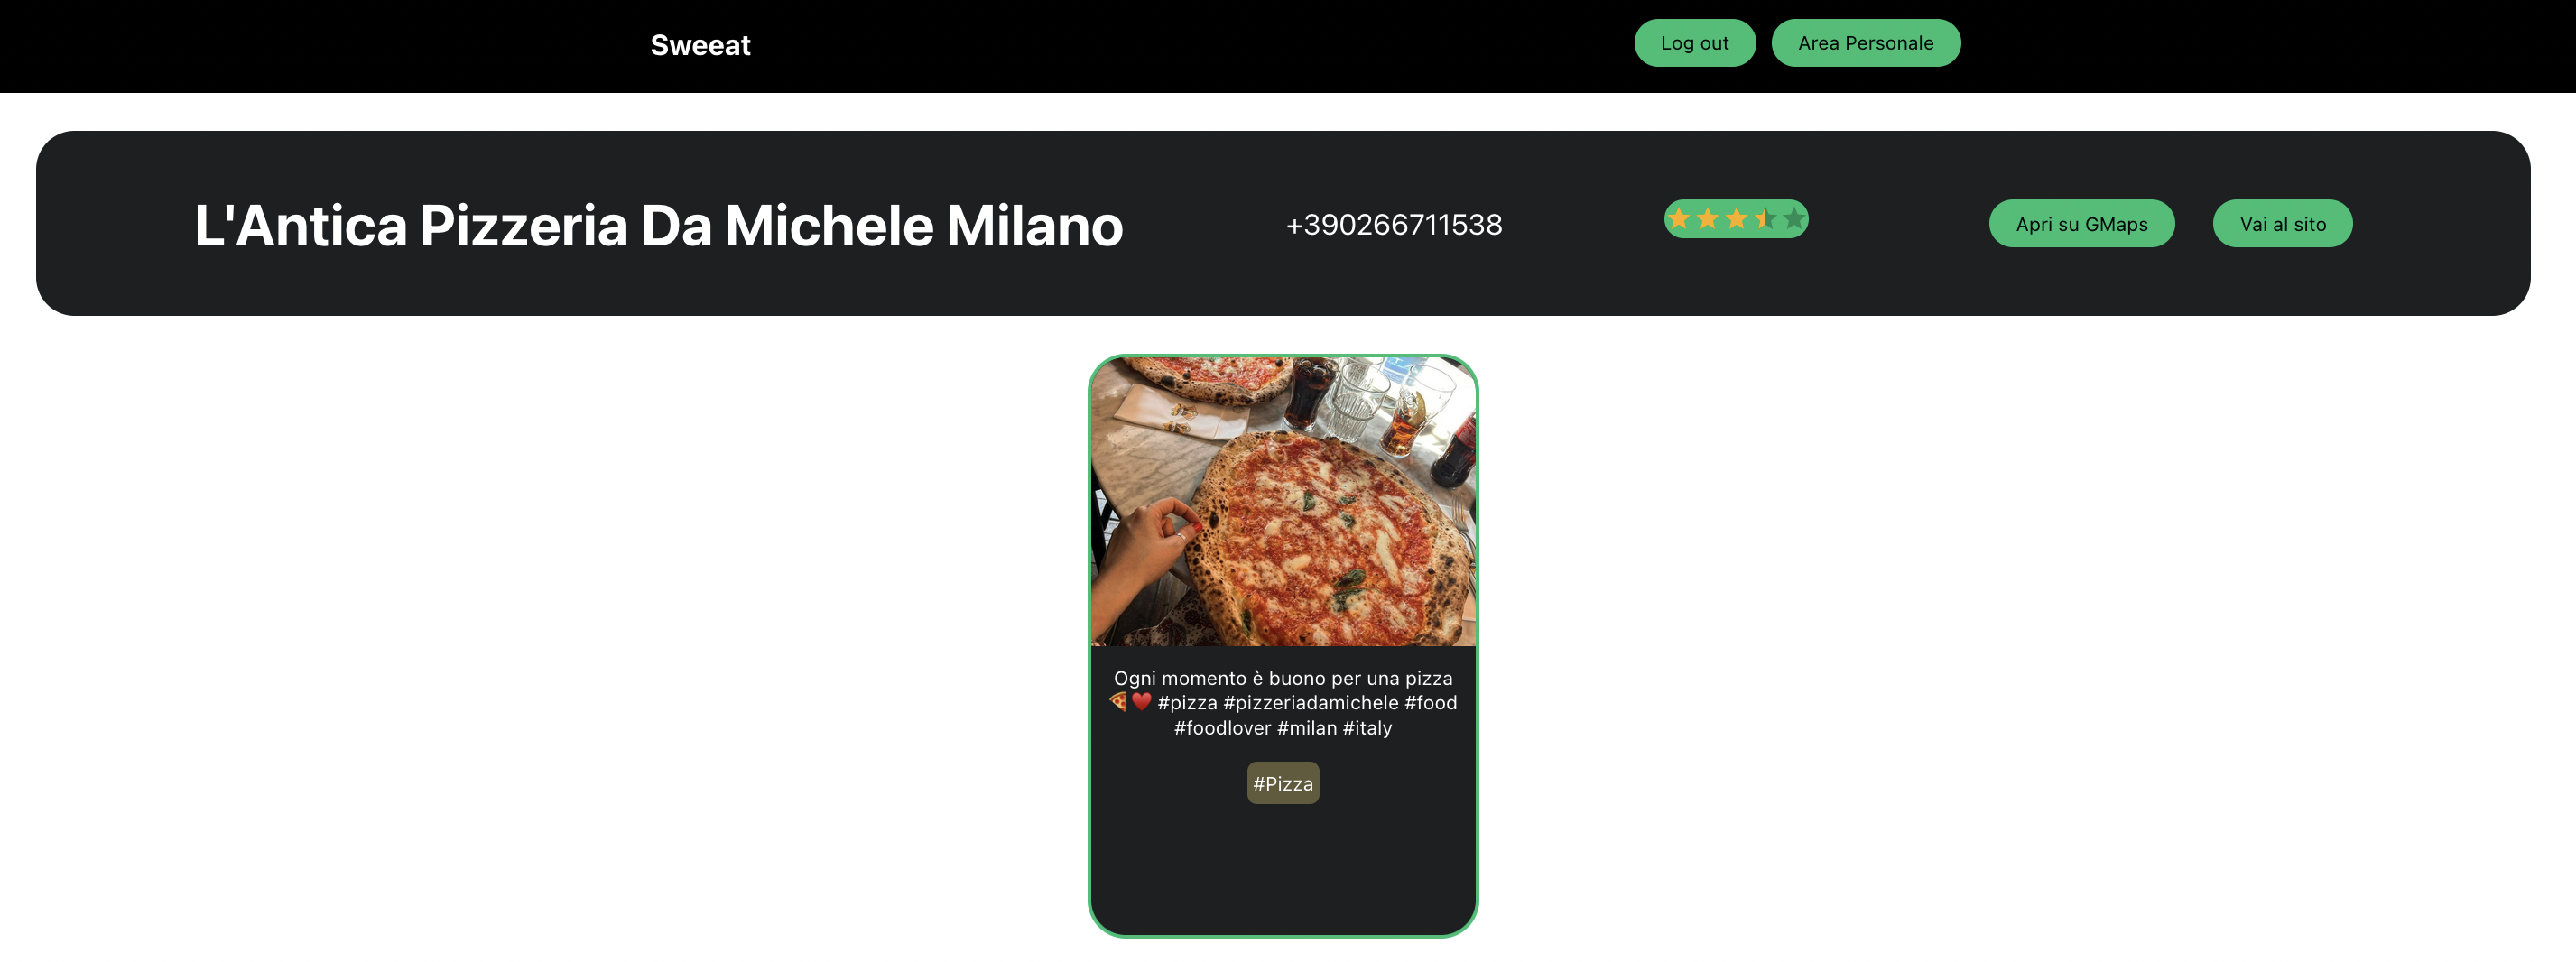 Sweeat
Log out
Area Personale
L'Antica Pizzeria Da Michele Milano
+390266711538
Apri su GMaps
Vai al sito
Ogni momento è buono per una pizza
🍕❤️ #pizza #pizzeriadamichele #food
#foodlover #milan #italy
#Pizza